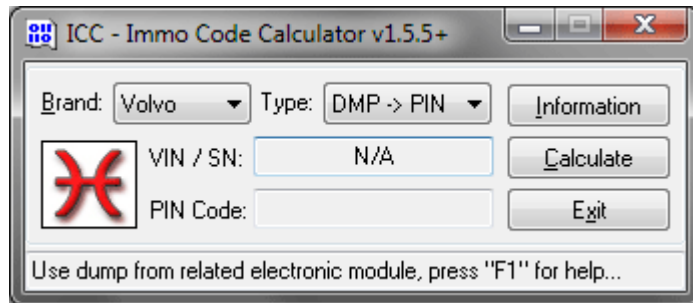 ICC - Immo Code Calculator v1.5.5+
Brand: Volvo Type: DMP -> PIN Information
VIN / SN: N/A Calculate
PIN Code: Exit
Use dump from related electronic module, press "F1" for help...